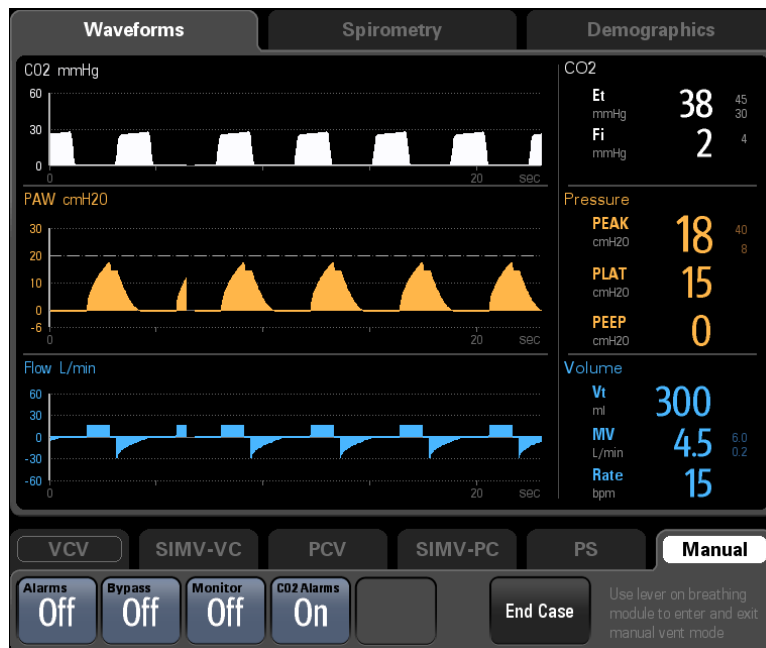 Waveforms Spirometry Demographics
CO2 mmHg
60
30
0
0 20 sec
CO2
Et 38 45
mmHg 30
Fi 2 4
mmHg
PAW cmH20
30
20
10
0
-6
0 20 sec
Pressure
PEAK 18 40
cmH20 8
PLAT 15
cmH20
PEEP 0
cmH20
Flow L/min
60
30
0
-30
-60
0 20 sec
Volume
Vt 300
ml
MV 4.5 6.0
L/min 0.2
Rate 15
bpm
VCV SIMV-VC PCV SIMV-PC PS Manual
Alarms Bypass Monitor CO2 Alarms
Off Off Off On
End Case
Use lever on breathing
module to enter and exit
manual vent mode